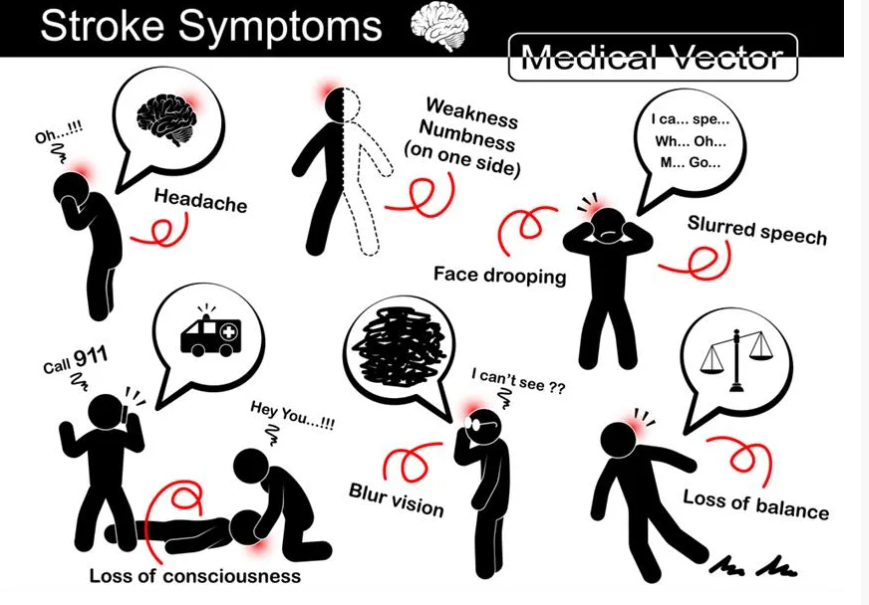 Stroke Symptoms
Medical Vector
Oh...!!!
Headache
Weakness
Numbness
(on one side)
I ca... spe...
Wh... Oh...
M... Go...
Slurred speech
Face drooping
Call 911
Hey You...!!!
Loss of consciousness
I can't see ??
Blur vision
Loss of balance